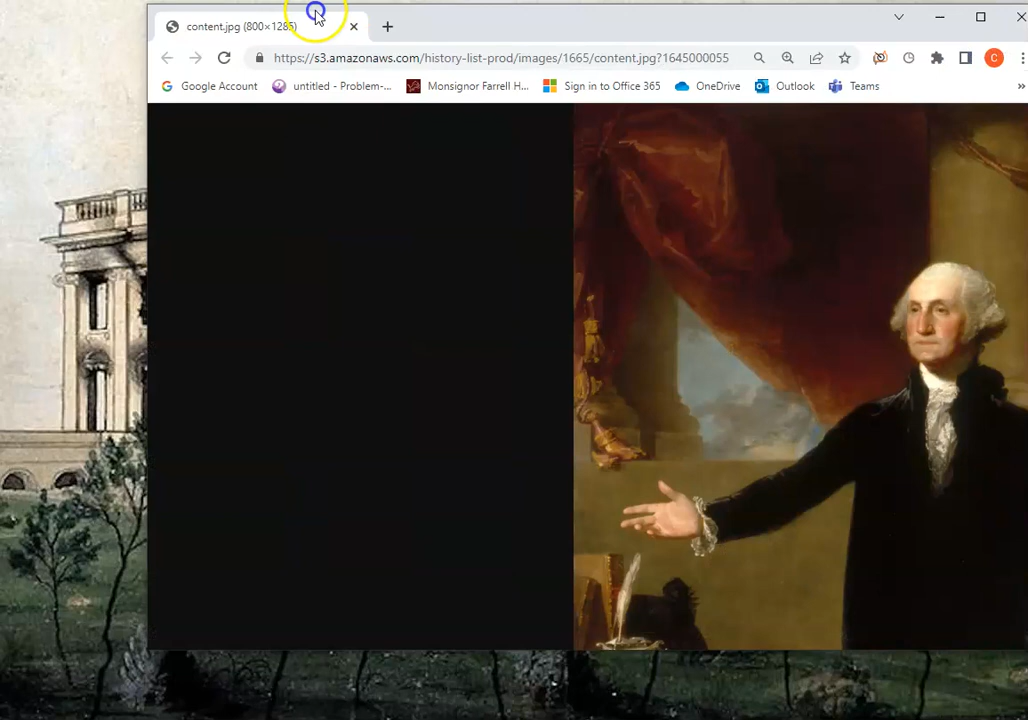 content.jpg (800×1285)
https://s3.amazonaws.com/history-list-prod/images/1665/content.jpg?1645000055
C
Google Account
untitled - Problem-...
Monsignor Farrell H...
Sign in to Office 365
OneDrive
Outlook
Teams
»